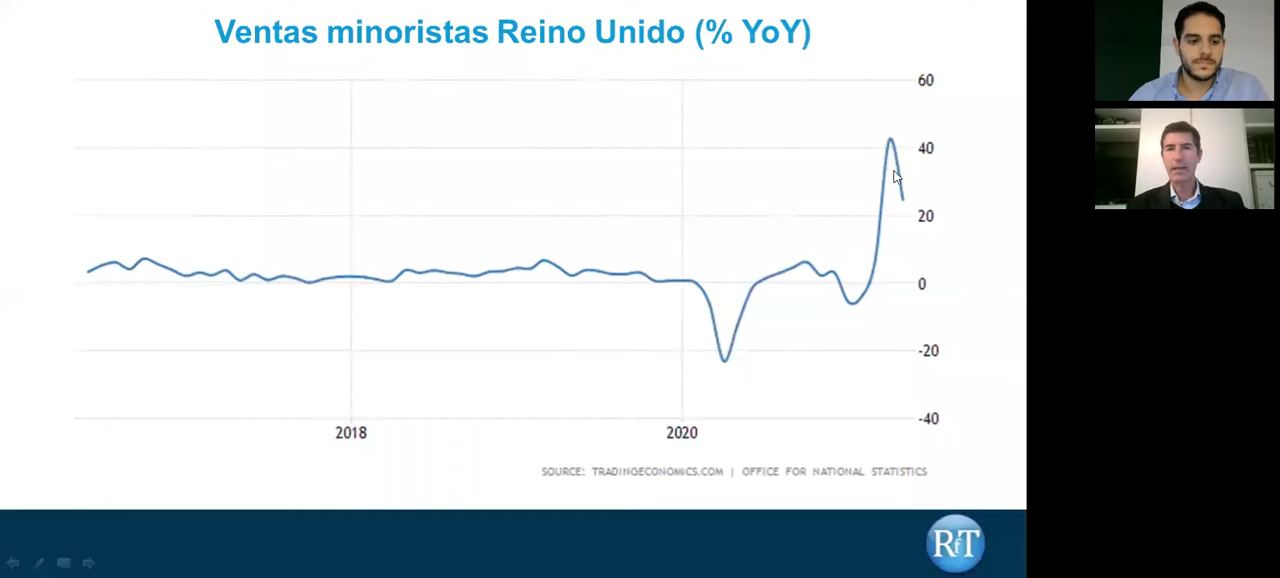 Ventas minoristas Reino Unido (% YoY)
60
40
20
0
-20
-40
2018
2020
SOURCE: TRADINGECONOMICS.COM | OFFICE FOR NATIONAL STATISTICS
RfT